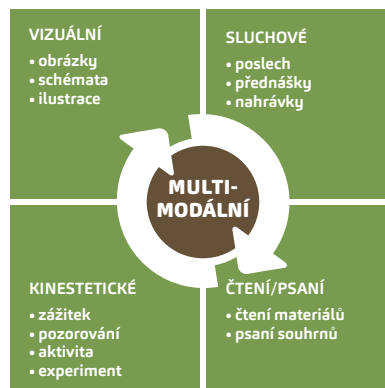 VIZUÁLNÍ
• obrázky
• schémata
• ilustrace
SLUCHOVÉ
• poslech
• přednášky
• nahrávky
MULTI-
MODÁLNÍ
KINESTETICKÉ
• zážitek
• pozorování
• aktivita
• experiment
ČTENÍ/PSANÍ
• čtení materiálů
• psaní souhrnů